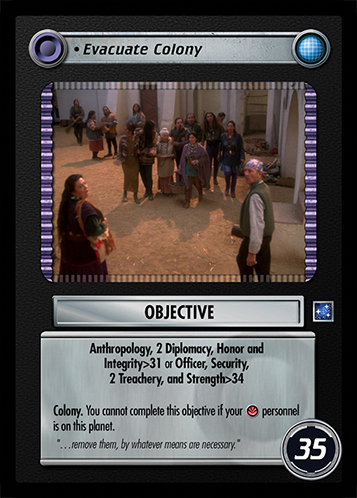 • Evacuate Colony
OBJECTIVE
Anthropology, 2 Diplomacy, Honor and
Integrity>31 or Officer, Security,
2 Treachery, and Strength>34
Colony. You cannot complete this objective if your personnel
is on this planet.
"…remove them, by whatever means are necessary."
35